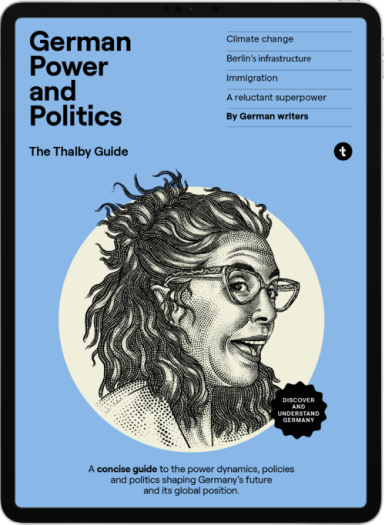 German
Power
and
Politics
The Thalby Guide
Climate change
Berlin's infrastructure
Immigration
A reluctant superpower
By German writers
t
DISCOVER
AND
UNDERSTAND
GERMANY
A concise guide to the power dynamics, policies
and politics shaping Germany's future
and its global position.